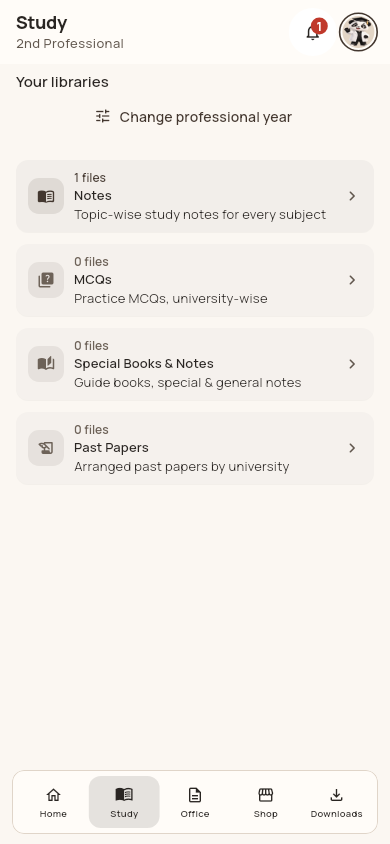 Study
2nd Professional
1
Your libraries
Change professional year
1 files
Notes
Topic-wise study notes for every subject
0 files
MCQs
Practice MCQs, university-wise
0 files
Special Books & Notes
Guide books, special & general notes
0 files
Past Papers
Arranged past papers by university
Home
Study
Office
Shop
Downloads